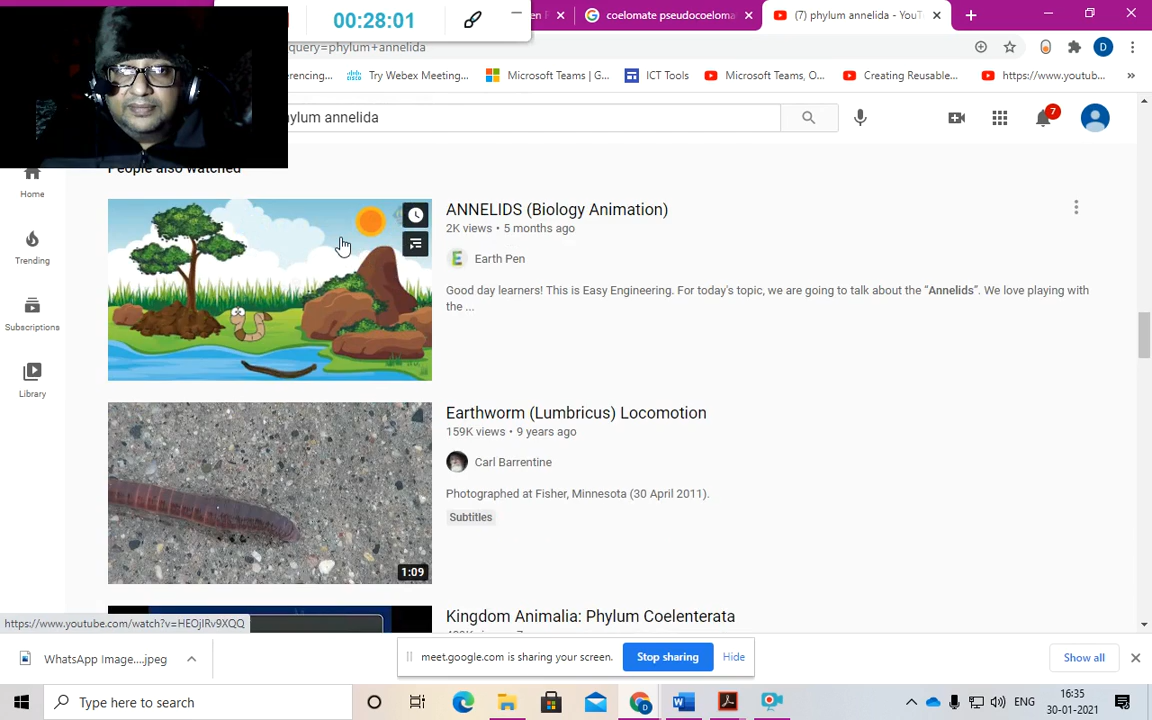 00:28:01
coelomate pseudocoeloma
(7) phylum annelida - YouT
query=phylum+annelida
D
erencing...
Try Webex Meeting...
Microsoft Teams | G...
ICT Tools
Microsoft Teams, O...
Creating Reusable...
https://www.youtub...
hylum annelida
7
People also watched
Home
Trending
Subscriptions
Library
ANNELIDS (Biology Animation)
2K views • 5 months ago
E
Earth Pen
Good day learners! This is Easy Engineering. For today's topic, we are going to talk about the “Annelids”. We love playing with
the ...
Earthworm (Lumbricus) Locomotion
159K views • 9 years ago
Carl Barrentine
Photographed at Fisher, Minnesota (30 April 2011).
Subtitles
1:09
Kingdom Animalia: Phylum Coelenterata
https://www.youtube.com/watch?v=HEOjIRv9XQQ
WhatsApp Image....jpeg
meet.google.com is sharing your screen.
Stop sharing
Hide
Show all
Type here to search
ENG
16:35
30-01-2021